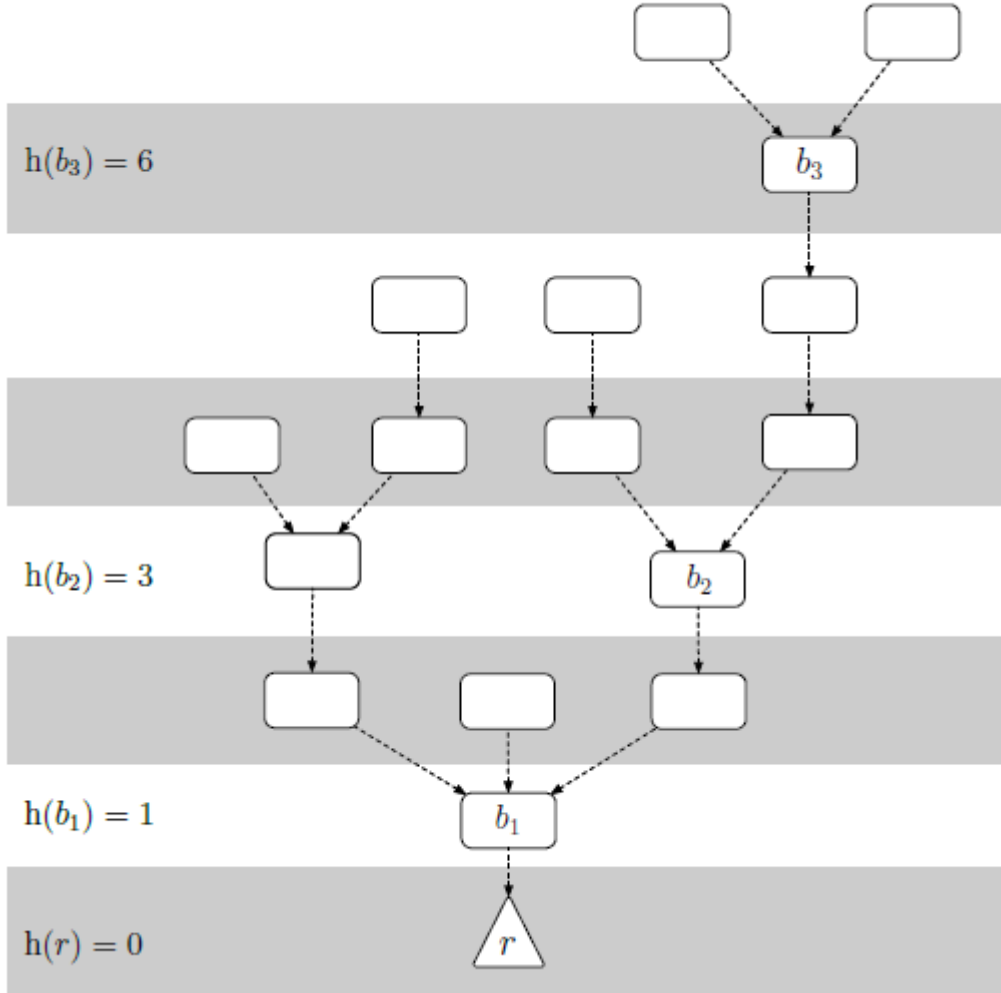 h(b₃) = 6
b₃
h(b₂) = 3
b₂
h(b₁) = 1
b₁
h(r) = 0
r